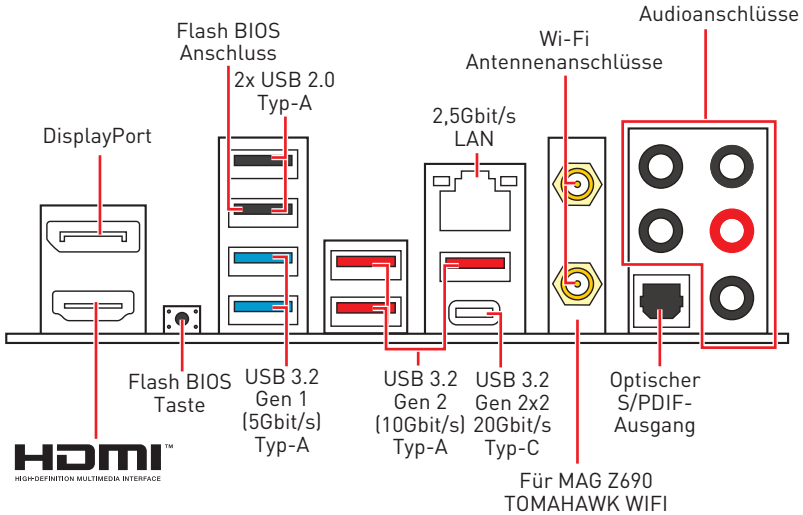 Audioanschlüsse
Flash BIOS
Anschluss
Wi-Fi
Antennenanschlüsse
2x USB 2.0
Typ-A
2,5Gbit/s
LAN
DisplayPort
Flash BIOS
Taste
USB 3.2
Gen 1
(5Gbit/s)
Typ-A
USB 3.2
Gen 2
(10Gbit/s)
Typ-A
USB 3.2
Gen 2x2
20Gbit/s
Typ-C
Optischer
S/PDIF-
Ausgang
HDMI™
HIGH-DEFINITION MULTIMEDIA INTERFACE
Für MAG Z690
TOMAHAWK WIFI